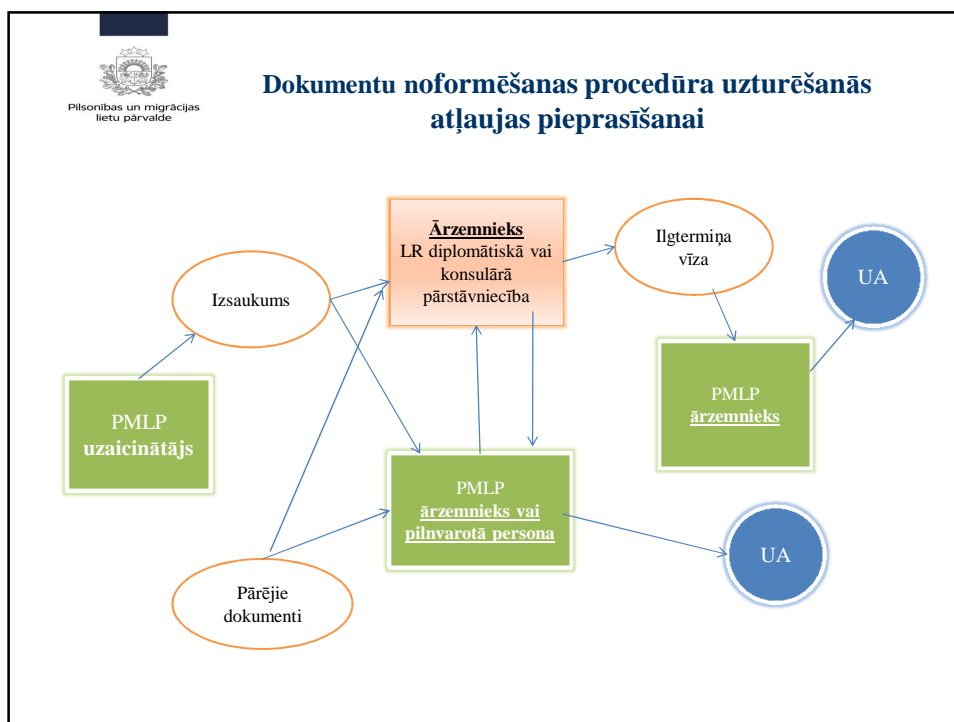 Pilsonības un migrācijas
lietu pārvalde
Dokumentu noformēšanas procedūra uzturēšanās
atļaujas pieprasīšanai
Ārzemnieks
LR diplomātiskā vai
konsulārā
pārstāvniecība
Ilgtermiņa
vīza
UA
Izsaukums
PMLP
uzaicinātājs
PMLP
ārzemnieks
PMLP
ārzemnieks vai
pilnvarotā persona
UA
Pārējie
dokumenti